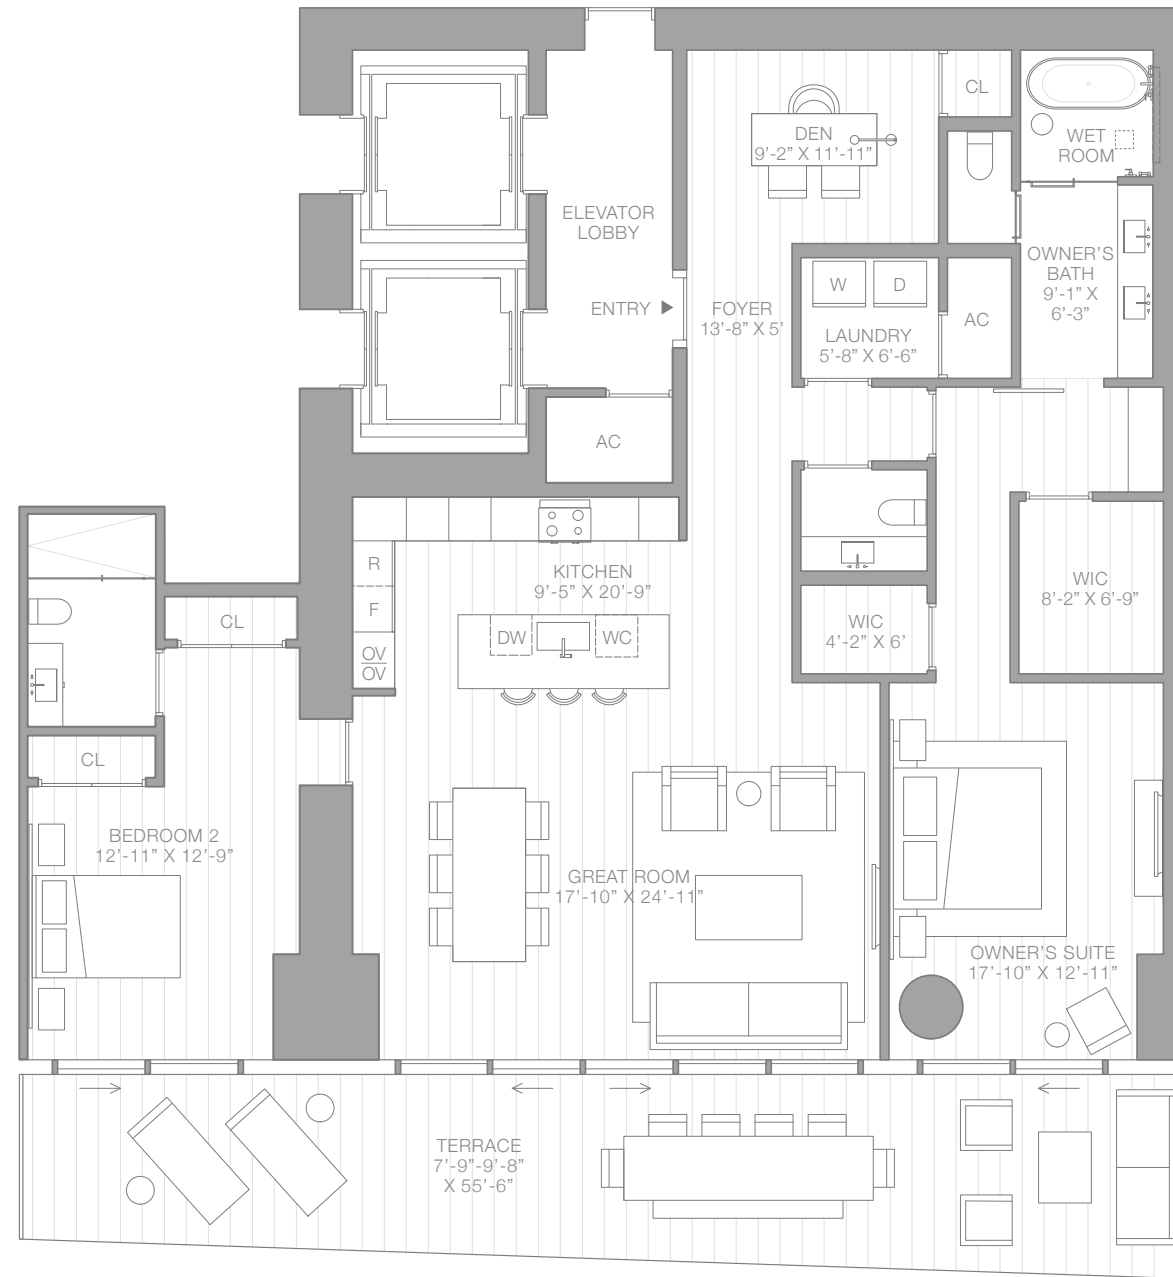 CL
DEN
9'-2" X 11'-11"
WET
ROOM
ELEVATOR
LOBBY
OWNER'S
BATH
9'-1" X
6'-3"
W
D
ENTRY
FOYER
13'-8" X 5'
AC
LAUNDRY
5'-8" X 6'-6"
AC
R
KITCHEN
9'-5" X 20'-9"
WIC
8'-2" X 6'-9"
F
CL
DW
WC
WIC
4'-2" X 6'
OV
OV
CL
BEDROOM 2
12'-11" X 12'-9"
GREAT ROOM
17'-10" X 24'-11"
OWNER'S SUITE
17'-10" X 12'-11"
TERRACE
7'-9"-9'-8"
X 55'-6"